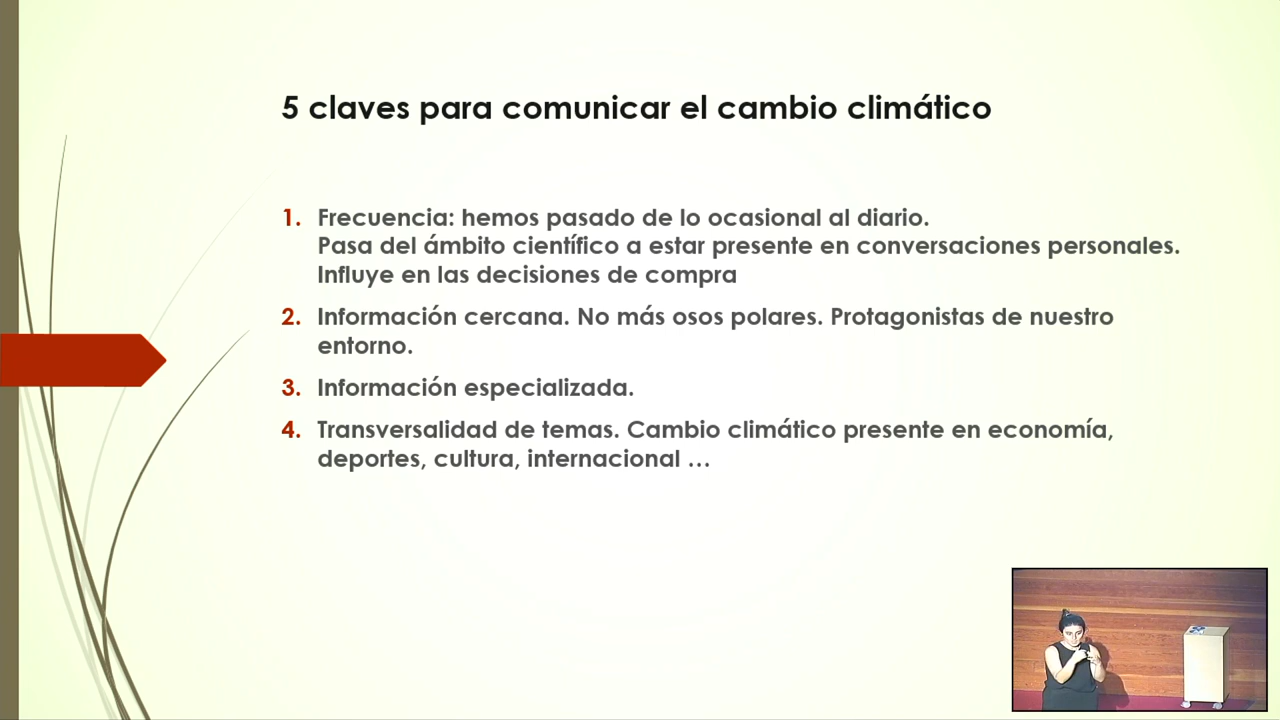 5 claves para comunicar el cambio climático
1. Frecuencia: hemos pasado de lo ocasional al diario.
Pasa del ámbito científico a estar presente en conversaciones personales.
Influye en las decisiones de compra
2. Información cercana. No más osos polares. Protagonistas de nuestro
entorno.
3. Información especializada.
4. Transversalidad de temas. Cambio climático presente en economía,
deportes, cultura, internacional …